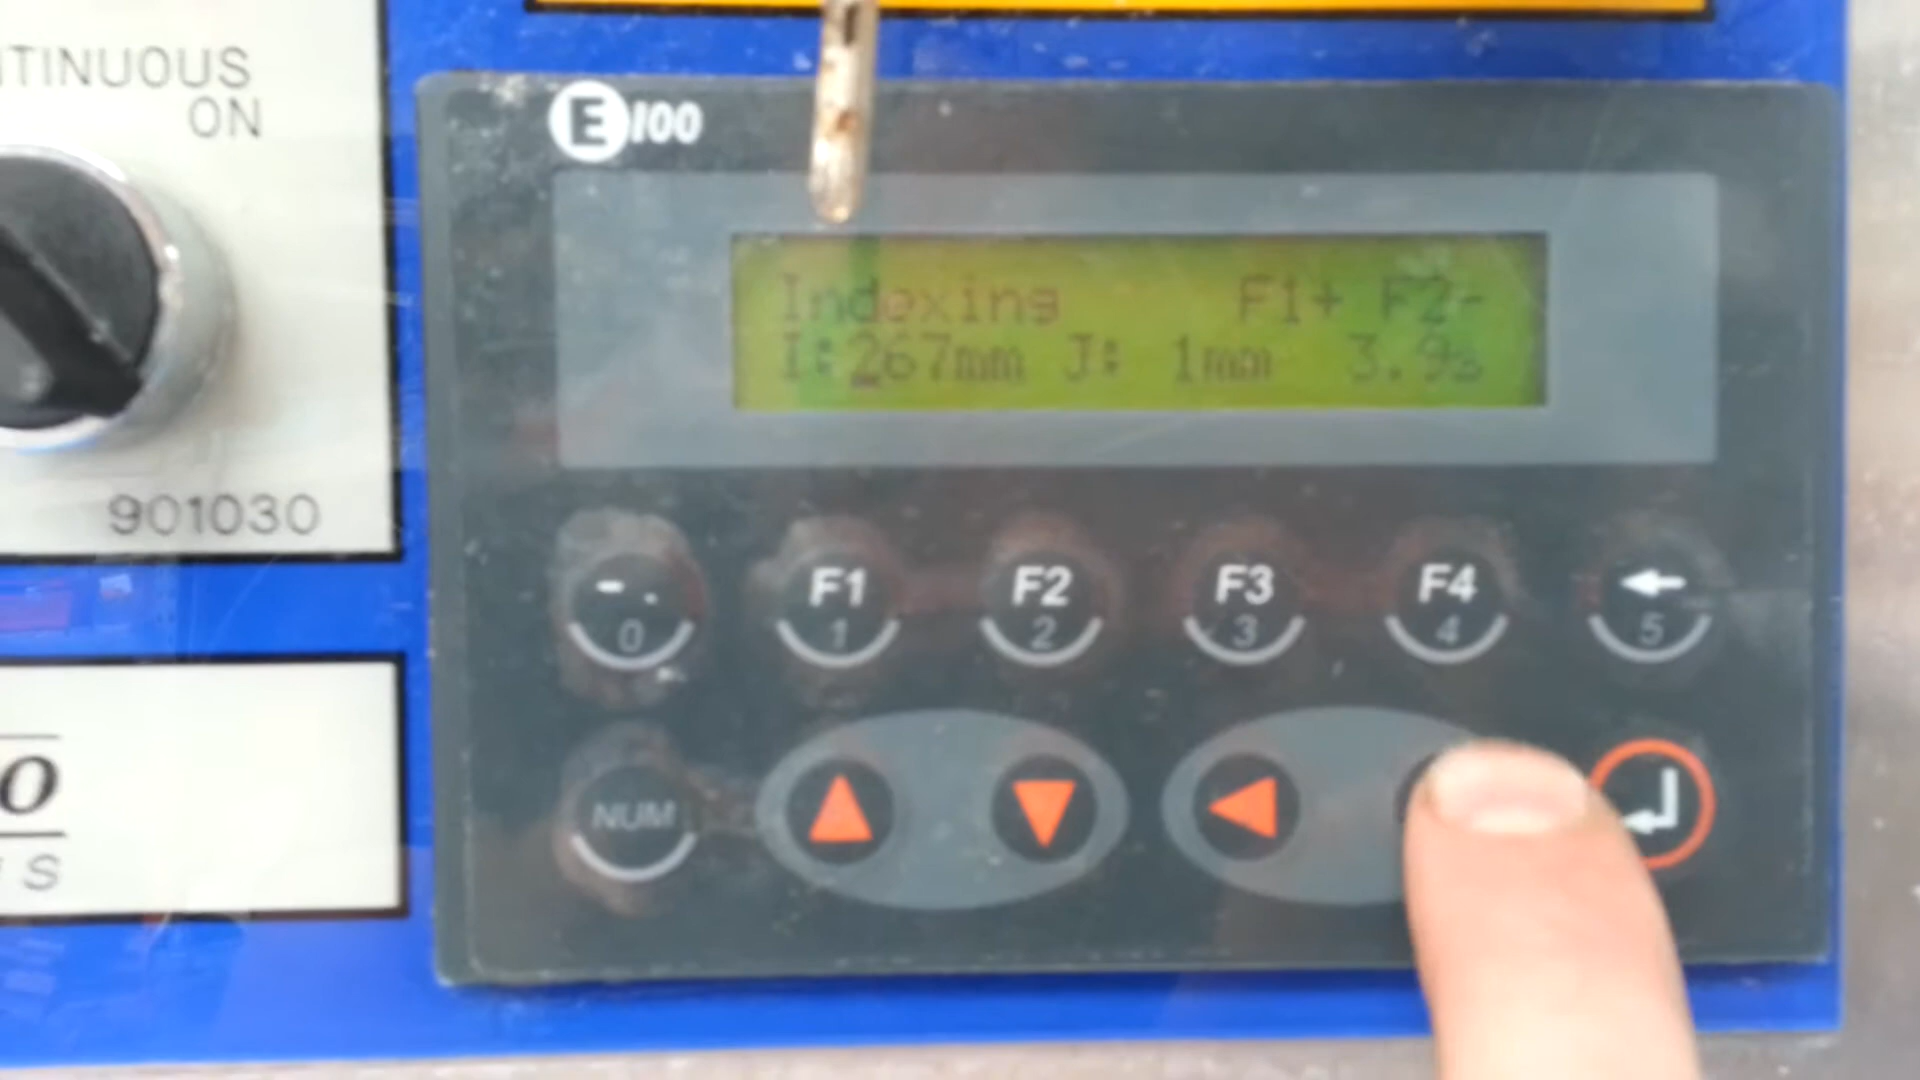 TINUOUS
ON
901030
E100
Indexing F1+ F2-
I:267mm J: 1mm 3.9s
- . F1 F2 F3 F4
0 1 2 3 4 5
NUM
O
S